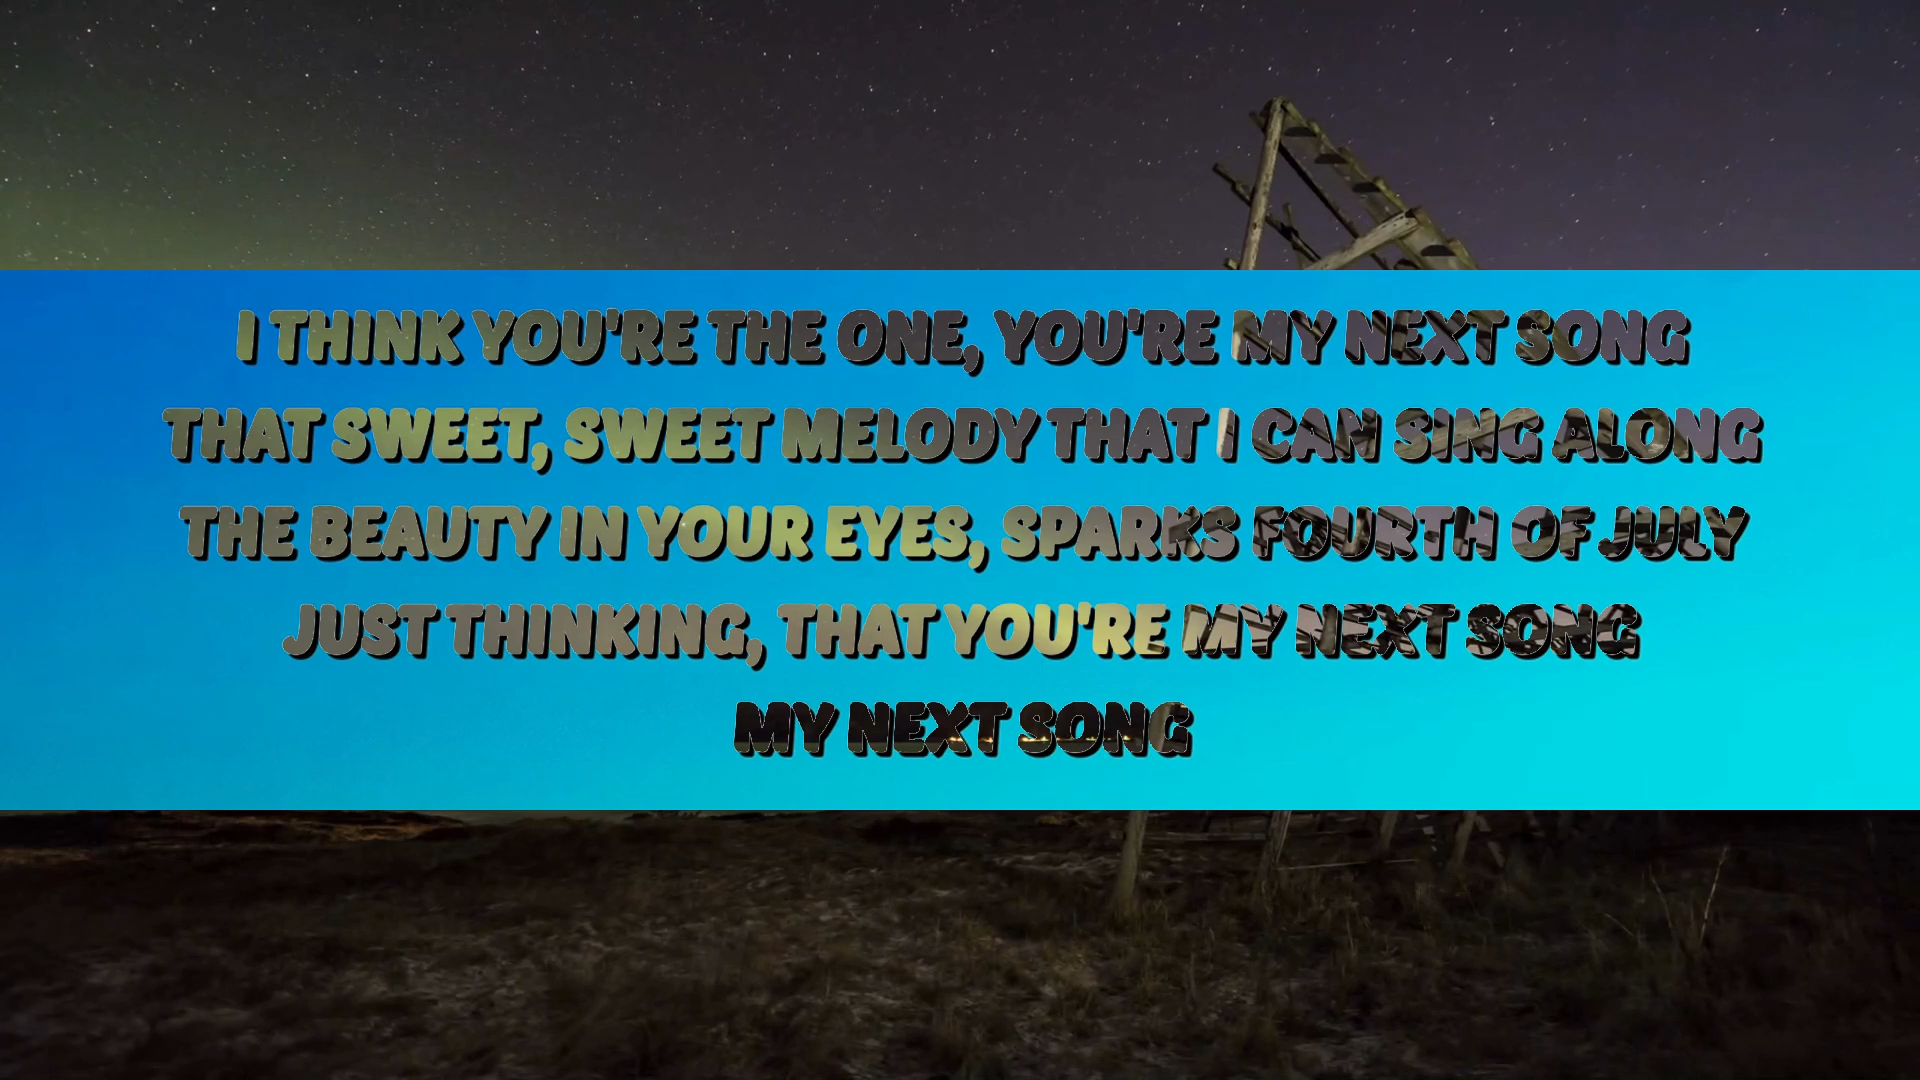 I THINK YOU'RE THE ONE, YOU'RE MY NEXT SONG
THAT SWEET, SWEET MELODY THAT I CAN SING ALONG
THE BEAUTY IN YOUR EYES, SPARKS FOURTH OF JULY
JUST THINKING, THAT YOU'RE MY NEXT SONG
MY NEXT SONG